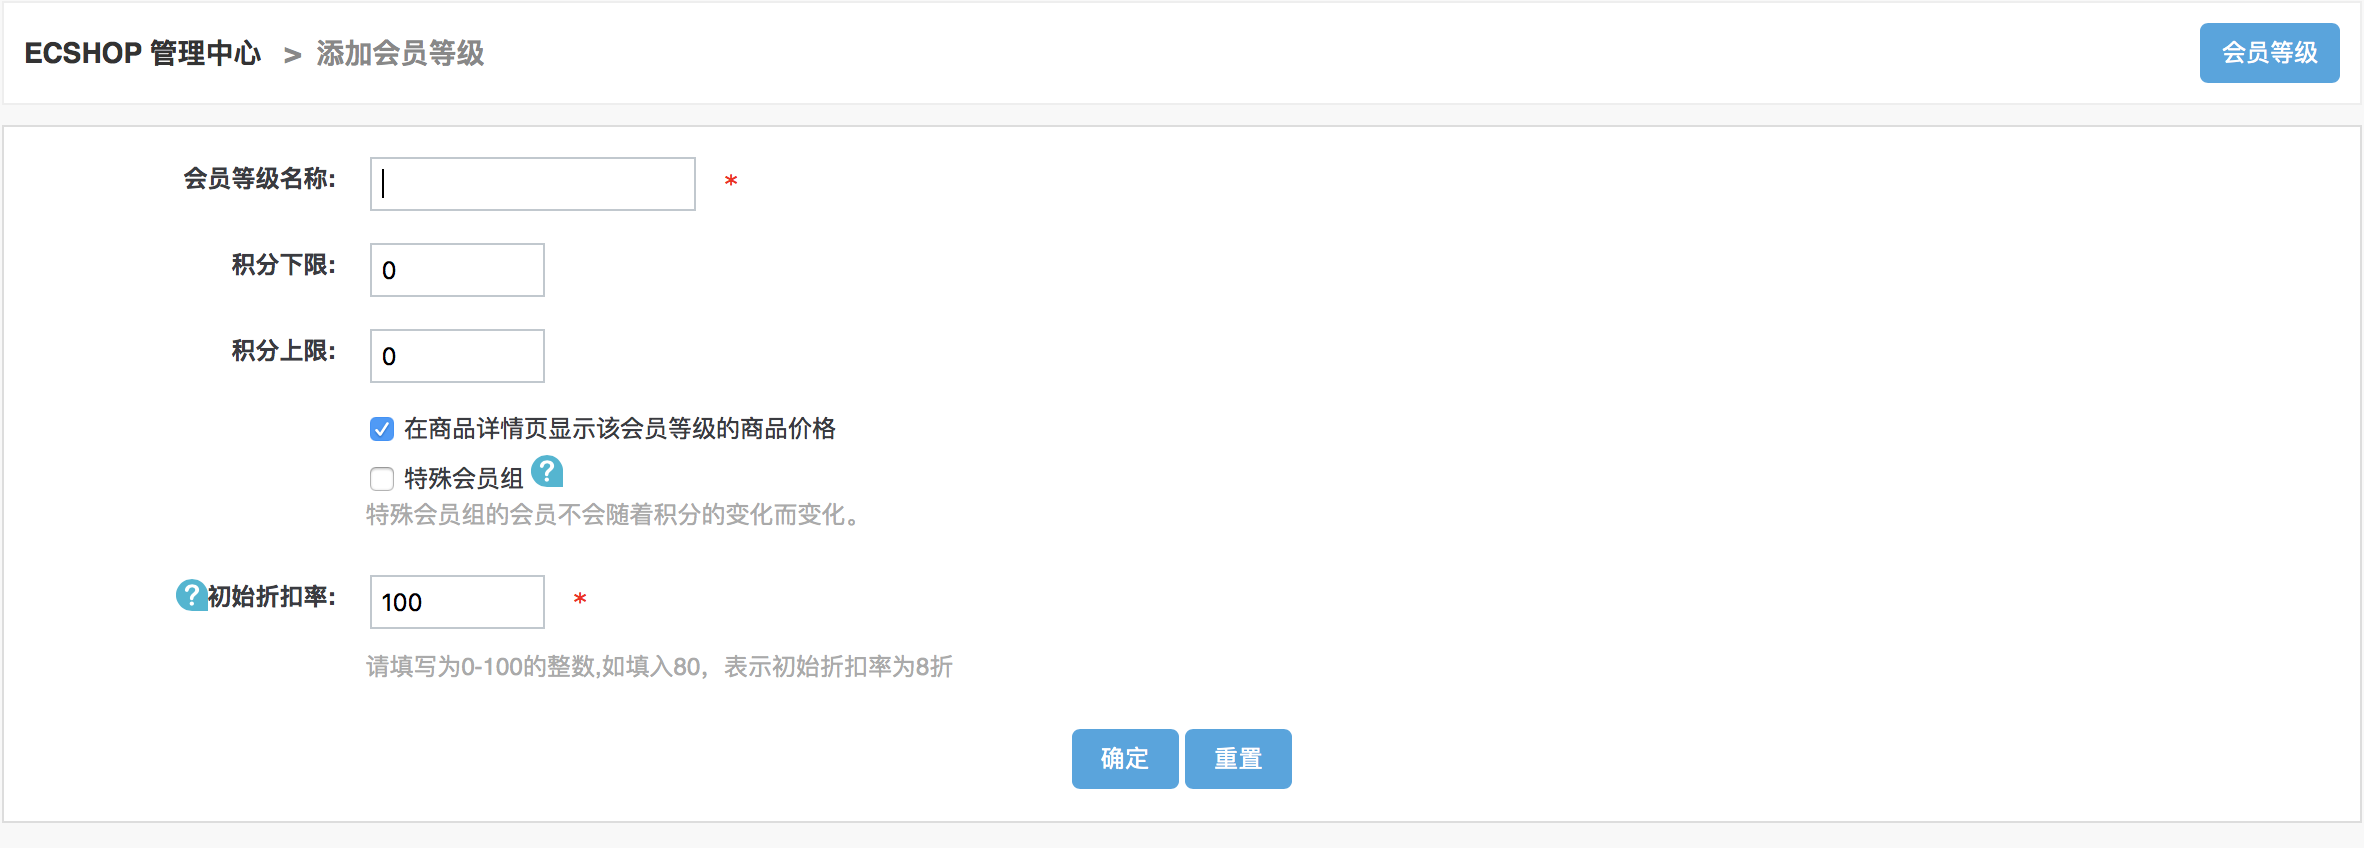 ECSHOP 管理中心 > 添加会员等级
会员等级
会员等级名称: *
积分下限: 0
积分上限: 0
在商品详情页显示该会员等级的商品价格
特殊会员组 ?
特殊会员组的会员不会随着积分的变化而变化。
?初始折扣率: 100 *
请填写为0-100的整数,如填入80，表示初始折扣率为8折
确定 重置